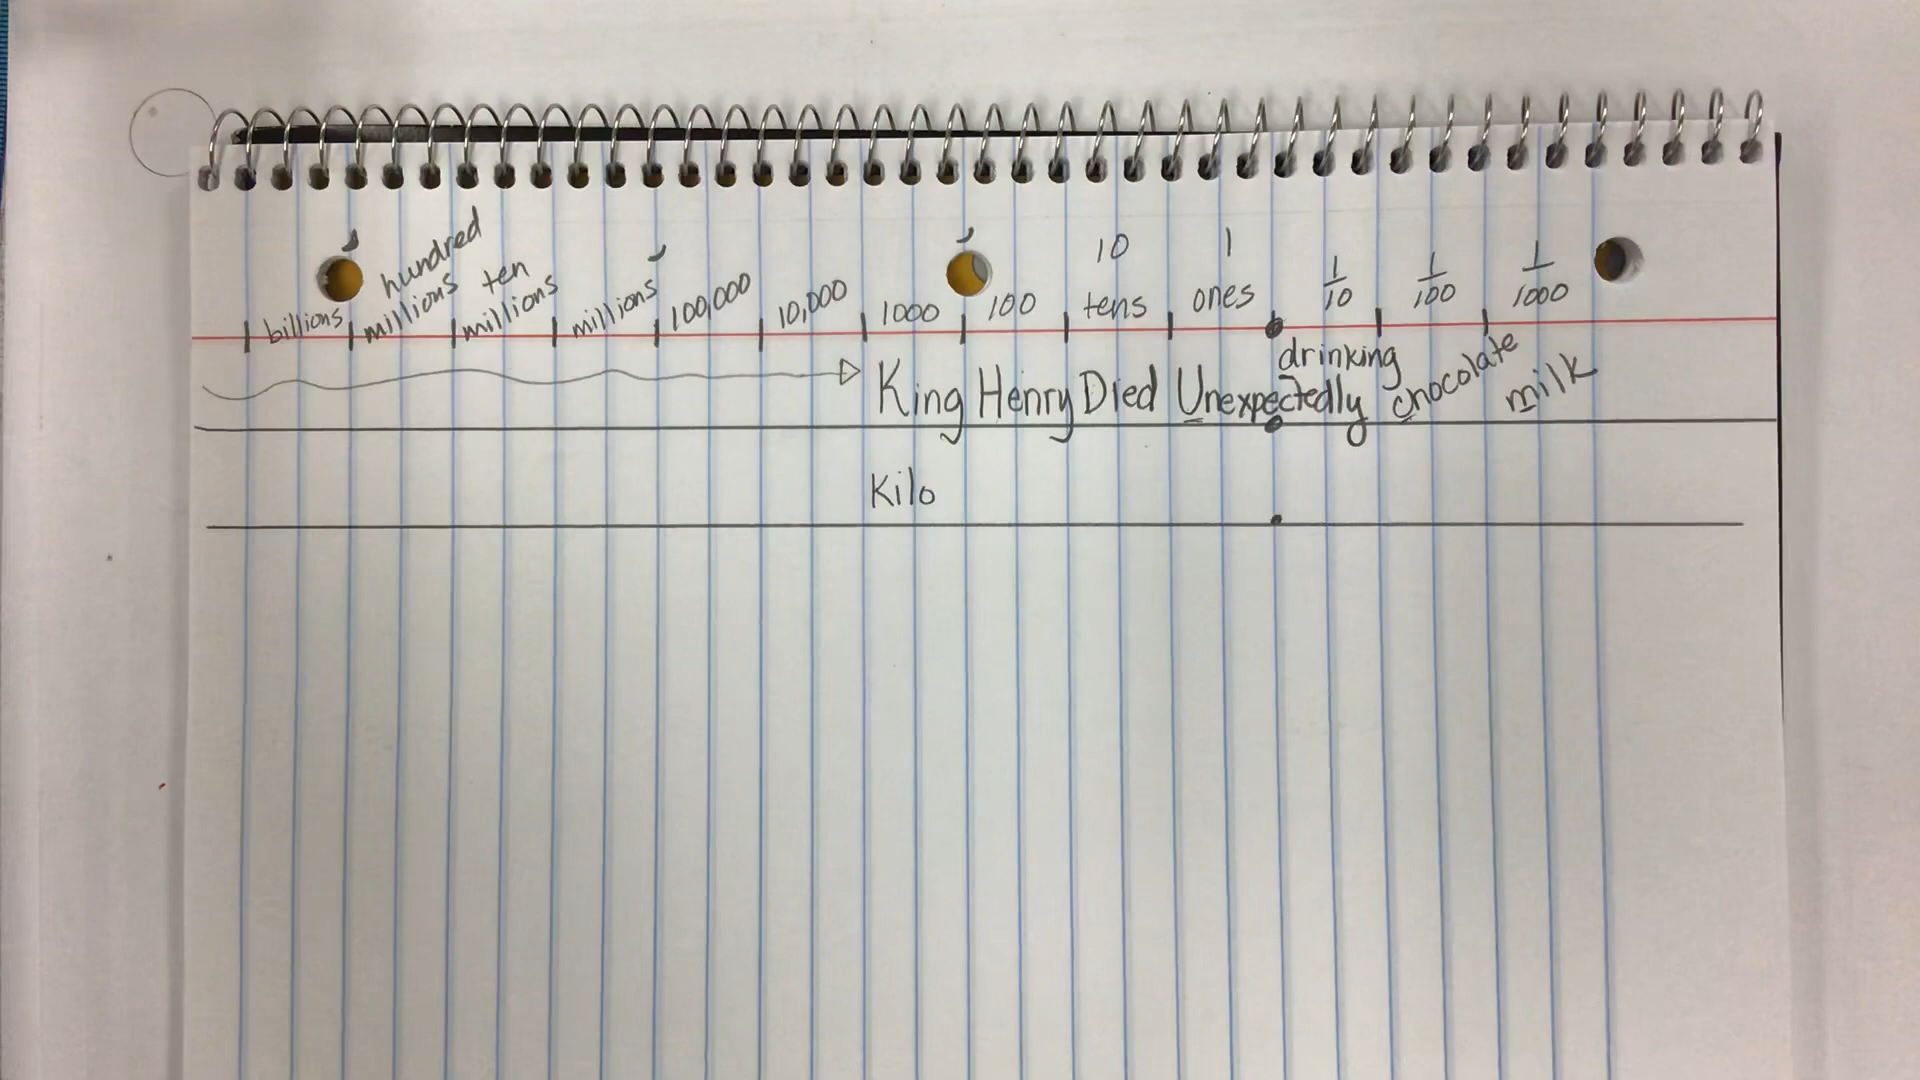 hundred ten 10 1 1 1 1
billions millions millions millions 100,000 10,000 1000 100 tens ones 10 100 1000
drinking
King Henry Died Unexpectedly chocolate milk
Kilo